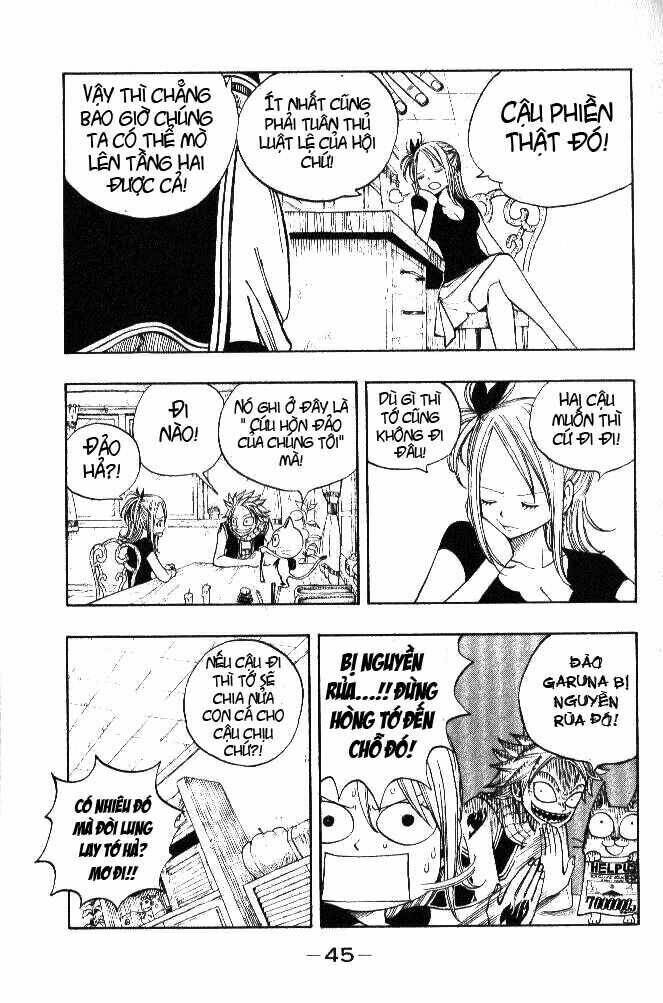 CẬU PHIỀN
THẬT ĐÓ!
ÍT NHẤT CŨNG
PHẢI TUÂN THỦ
LUẬT LỆ CỦA HỘI
CHỨ!
VẬY THÌ CHẲNG
BAO GIỜ CHÚNG
TA CÓ THỂ MÒ
LÊN TẦNG HAI
ĐƯỢC CẢ!
HAI CẬU
MUỐN THÌ
CỨ ĐI ĐI!
DÙ GÌ THÌ
TỚ CŨNG
KHÔNG ĐI
ĐÂU!
NÓ GHI Ở ĐÂY LÀ
" CỨU HÒN ĐẢO
CỦA CHÚNG TÔI"
MÀ!
ĐI
NÀO!
ĐẢO
HẢ?!
ĐẢO
GARUNA BỊ
NGUYỀN
RỦA ĐÓ!
BỊ NGUYỀN
RỦA...!! ĐỪNG
HÒNG TỚ ĐẾN
CHỖ ĐÓ!
HELP!!
7000000
NẾU CẬU ĐI
THÌ TỚ SẼ
CHIA NỬA
CON CÁ CHO
CẬU CHỊU
CHỨ?!
CÓ NHIÊU ĐÓ
MÀ ĐÒI LUNG
LAY TỚ HẢ?
MƠ ĐI!!
-45-